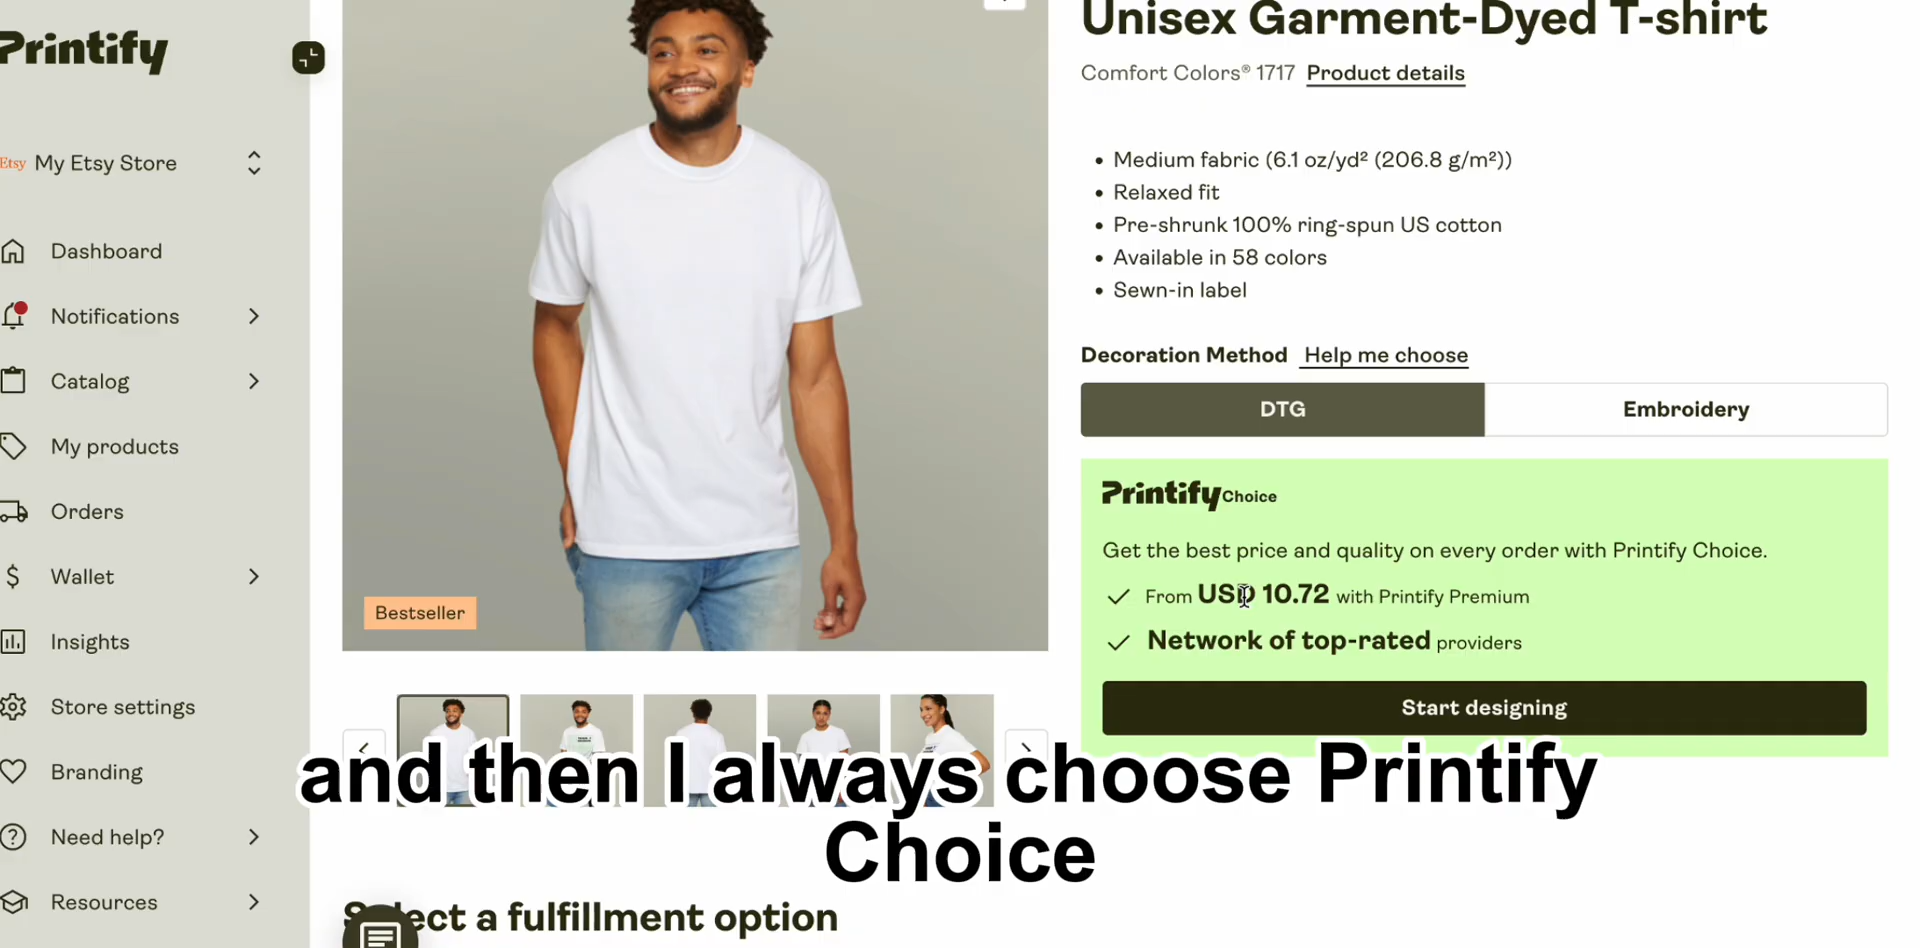 Printify
Etsy My Etsy Store
Dashboard
Notifications
Catalog
My products
Orders
Wallet
Insights
Store settings
Branding
Need help?
Resources
Bestseller
Unisex Garment-Dyed T-shirt
Comfort Colors® 1717 Product details
• Medium fabric (6.1 oz/yd² (206.8 g/m²))
• Relaxed fit
• Pre-shrunk 100% ring-spun US cotton
• Available in 58 colors
• Sewn-in label
Decoration Method Help me choose
DTG Embroidery
Printify Choice
Get the best price and quality on every order with Printify Choice.
From USD 10.72 with Printify Premium
Network of top-rated providers
Start designing
and then I always choose Printify
Choice
Select a fulfillment option